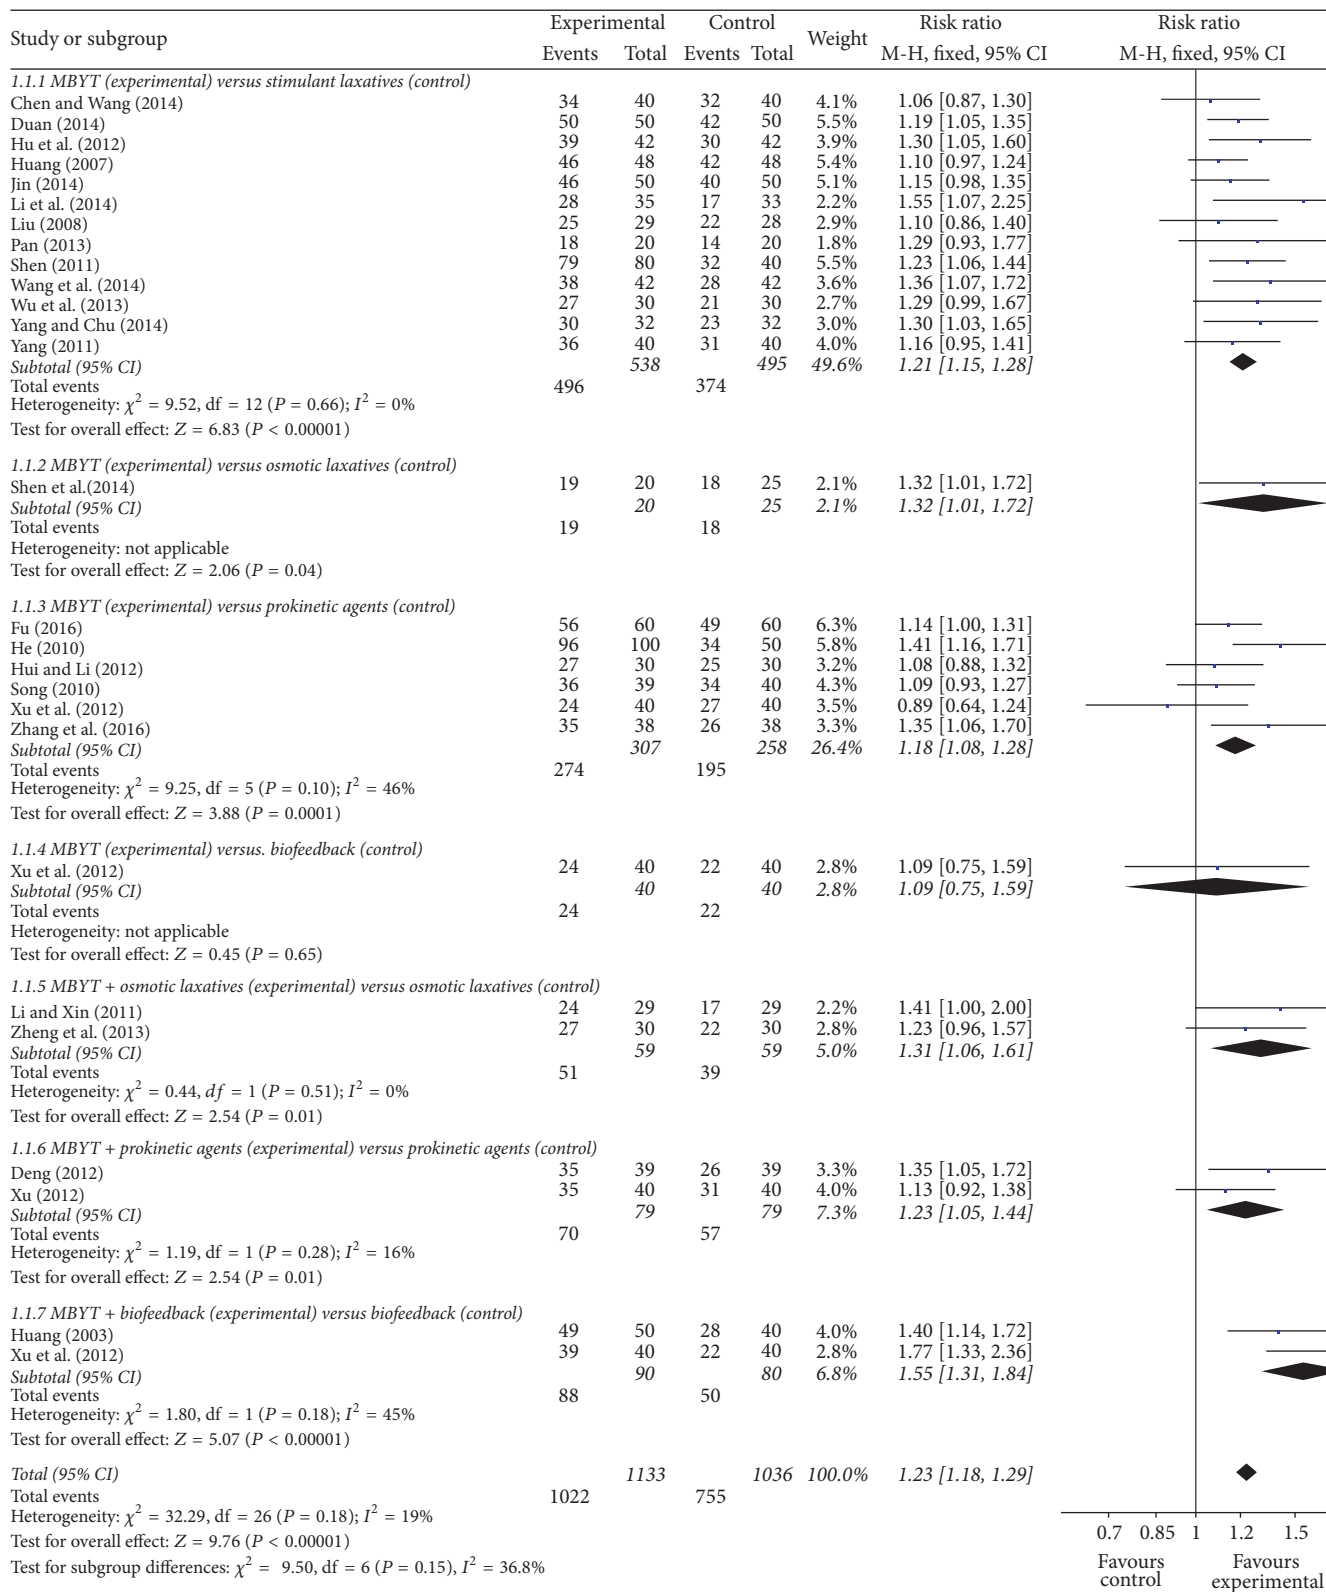 Study or subgroup Experimental Control Weight Risk ratio Risk ratio
Events Total Events Total M-H, fixed, 95% CI M-H, fixed, 95% CI
1.1.1 MBYT (experimental) versus stimulant laxatives (control)
Chen and Wang (2014) 34 40 32 40 4.1% 1.06 [0.87, 1.30]
Duan (2014) 50 50 42 50 5.5% 1.19 [1.05, 1.35]
Hu et al. (2012) 39 42 30 42 3.9% 1.30 [1.05, 1.60]
Huang (2007) 46 48 42 48 5.4% 1.10 [0.97, 1.24]
Jin (2014) 46 50 40 50 5.1% 1.15 [0.98, 1.35]
Li et al. (2014) 28 35 17 33 2.2% 1.55 [1.07, 2.25]
Liu (2008) 25 29 22 28 2.9% 1.10 [0.86, 1.40]
Pan (2013) 18 20 14 20 1.8% 1.29 [0.93, 1.77]
Shen (2011) 79 80 32 40 5.5% 1.23 [1.06, 1.44]
Wang et al. (2014) 38 42 28 42 3.6% 1.36 [1.07, 1.72]
Wu et al. (2013) 27 30 21 30 2.7% 1.29 [0.99, 1.67]
Yang and Chu (2014) 30 32 23 32 3.0% 1.30 [1.03, 1.65]
Yang (2011) 36 40 31 40 4.0% 1.16 [0.95, 1.41]
Subtotal (95% CI) 538 495 49.6% 1.21 [1.15, 1.28]
Total events 496 374
Heterogeneity: χ² = 9.52, df = 12 (P = 0.66); I² = 0%
Test for overall effect: Z = 6.83 (P < 0.00001)
1.1.2 MBYT (experimental) versus osmotic laxatives (control)
Shen et al.(2014) 19 20 18 25 2.1% 1.32 [1.01, 1.72]
Subtotal (95% CI) 20 25 2.1% 1.32 [1.01, 1.72]
Total events 19 18
Heterogeneity: not applicable
Test for overall effect: Z = 2.06 (P = 0.04)
1.1.3 MBYT (experimental) versus prokinetic agents (control)
Fu (2016) 56 60 49 60 6.3% 1.14 [1.00, 1.31]
He (2010) 96 100 34 50 5.8% 1.41 [1.16, 1.71]
Hui and Li (2012) 27 30 25 30 3.2% 1.08 [0.88, 1.32]
Song (2010) 36 39 34 40 4.3% 1.09 [0.93, 1.27]
Xu et al. (2012) 24 40 27 40 3.5% 0.89 [0.64, 1.24]
Zhang et al. (2016) 35 38 26 38 3.3% 1.35 [1.06, 1.70]
Subtotal (95% CI) 307 258 26.4% 1.18 [1.08, 1.28]
Total events 274 195
Heterogeneity: χ² = 9.25, df = 5 (P = 0.10); I² = 46%
Test for overall effect: Z = 3.88 (P = 0.0001)
1.1.4 MBYT (experimental) versus. biofeedback (control)
Xu et al. (2012) 24 40 22 40 2.8% 1.09 [0.75, 1.59]
Subtotal (95% CI) 40 40 2.8% 1.09 [0.75, 1.59]
Total events 24 22
Heterogeneity: not applicable
Test for overall effect: Z = 0.45 (P = 0.65)
1.1.5 MBYT + osmotic laxatives (experimental) versus osmotic laxatives (control)
Li and Xin (2011) 24 29 17 29 2.2% 1.41 [1.00, 2.00]
Zheng et al. (2013) 27 30 22 30 2.8% 1.23 [0.96, 1.57]
Subtotal (95% CI) 59 59 5.0% 1.31 [1.06, 1.61]
Total events 51 39
Heterogeneity: χ² = 0.44, df = 1 (P = 0.51); I² = 0%
Test for overall effect: Z = 2.54 (P = 0.01)
1.1.6 MBYT + prokinetic agents (experimental) versus prokinetic agents (control)
Deng (2012) 35 39 26 39 3.3% 1.35 [1.05, 1.72]
Xu (2012) 35 40 31 40 4.0% 1.13 [0.92, 1.38]
Subtotal (95% CI) 79 79 7.3% 1.23 [1.05, 1.44]
Total events 70 57
Heterogeneity: χ² = 1.19, df = 1 (P = 0.28); I² = 16%
Test for overall effect: Z = 2.54 (P = 0.01)
1.1.7 MBYT + biofeedback (experimental) versus biofeedback (control)
Huang (2003) 49 50 28 40 4.0% 1.40 [1.14, 1.72]
Xu et al. (2012) 39 40 22 40 2.8% 1.77 [1.33, 2.36]
Subtotal (95% CI) 90 80 6.8% 1.55 [1.31, 1.84]
Total events 88 50
Heterogeneity: χ² = 1.80, df = 1 (P = 0.18); I² = 45%
Test for overall effect: Z = 5.07 (P < 0.00001)
Total (95% CI) 1133 1036 100.0% 1.23 [1.18, 1.29]
Total events 1022 755
Heterogeneity: χ² = 32.29, df = 26 (P = 0.18); I² = 19%
Test for overall effect: Z = 9.76 (P < 0.00001)
Test for subgroup differences: χ² = 9.50, df = 6 (P = 0.15), I² = 36.8%
0.7 0.85 1 1.2 1.5
Favours control Favours experimental